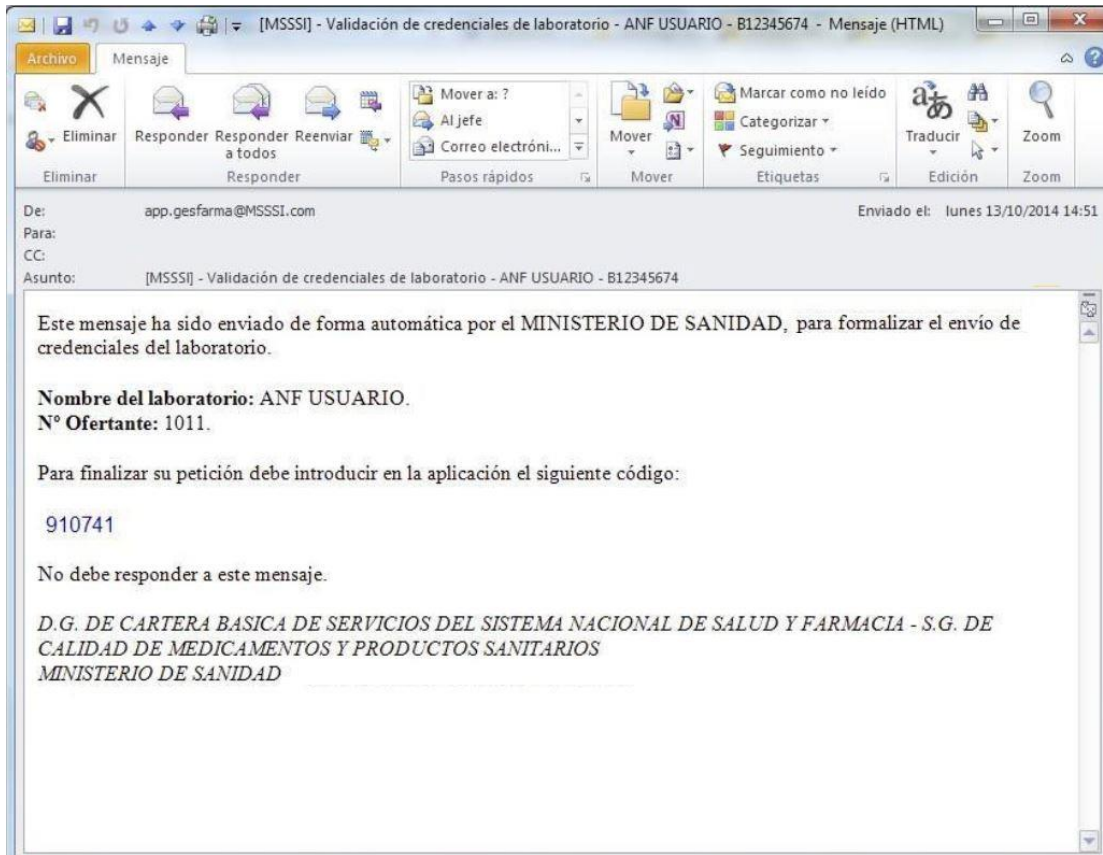 [MSSSI] - Validación de credenciales de laboratorio - ANF USUARIO - B12345674 - Mensaje (HTML)
Archivo Mensaje
Eliminar
Responder Responder a todos Reenviar
Mover a: ?
Al jefe
Correo electróni...
Mover
Marcar como no leído
Categorizar
Seguimiento
Traducir
Zoom
Eliminar Responder Pasos rápidos Mover Etiquetas Edición Zoom
De: app.gesfarma@MSSSI.com Enviado el: lunes 13/10/2014 14:51
Para:
CC:
Asunto: [MSSSI] - Validación de credenciales de laboratorio - ANF USUARIO - B12345674
Este mensaje ha sido enviado de forma automática por el MINISTERIO DE SANIDAD, para formalizar el envío de
credenciales del laboratorio.
Nombre del laboratorio: ANF USUARIO.
Nº Ofertante: 1011.
Para finalizar su petición debe introducir en la aplicación el siguiente código:
910741
No debe responder a este mensaje.
D.G. DE CARTERA BASICA DE SERVICIOS DEL SISTEMA NACIONAL DE SALUD Y FARMACIA - S.G. DE
CALIDAD DE MEDICAMENTOS Y PRODUCTOS SANITARIOS
MINISTERIO DE SANIDAD